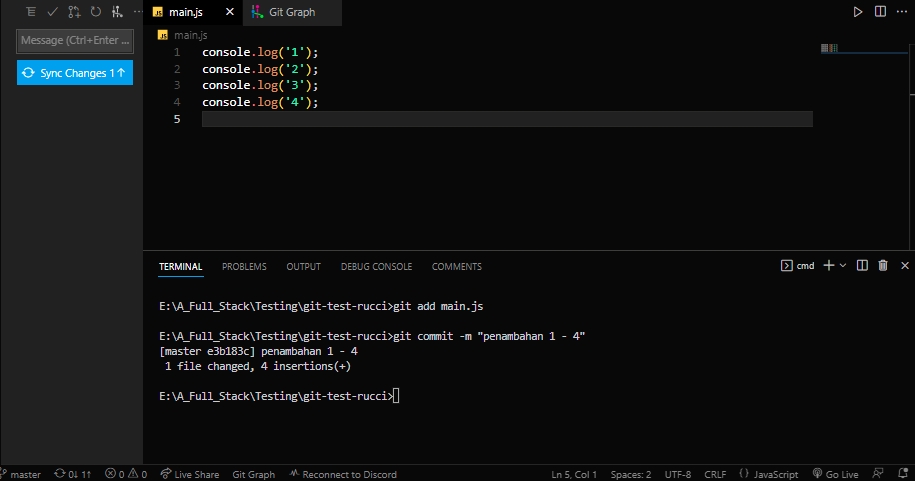 main.js
Git Graph
Message (Ctrl+Enter ...
Sync Changes 1↑
JS main.js
1 console.log('1');
2 console.log('2');
3 console.log('3');
4 console.log('4');
5
TERMINAL PROBLEMS OUTPUT DEBUG CONSOLE COMMENTS
cmd
E:\A_Full_Stack\Testing\git-test-rucci>git add main.js
E:\A_Full_Stack\Testing\git-test-rucci>git commit -m "penambahan 1 - 4"
[master e3b183c] penambahan 1 - 4
1 file changed, 4 insertions(+)
E:\A_Full_Stack\Testing\git-test-rucci>
master 0↓ 1↑ 0 0 Live Share Git Graph Reconnect to Discord Ln 5, Col 1 Spaces: 2 UTF-8 CRLF {} JavaScript Go Live